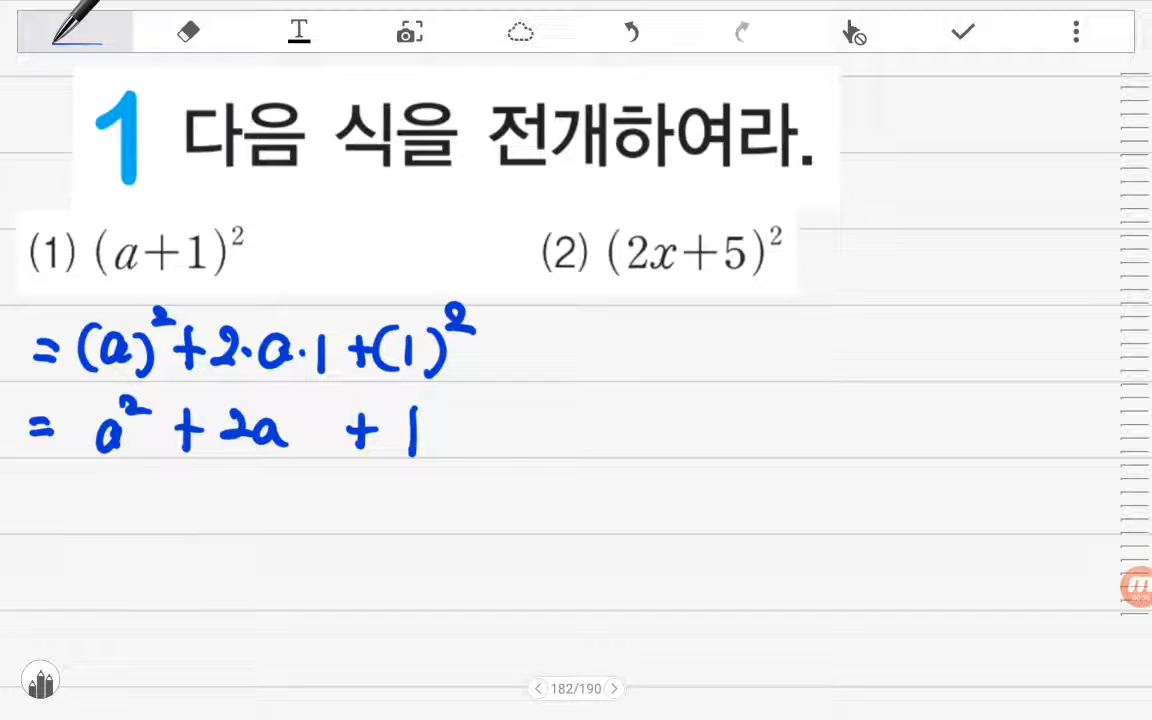 T
1 다음 식을 전개하여라.
(1) (a+1)² (2) (2x+5)²
= (a)² + 2·a·1 + (1)²
= a² + 2a + 1
182/190